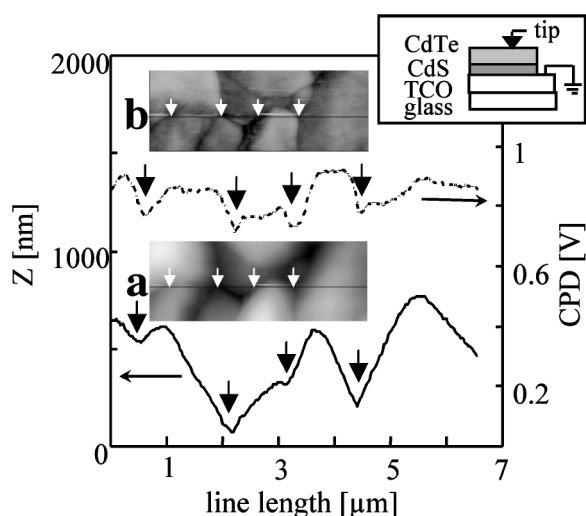 tip
CdTe
CdS
TCO
glass
2000
b
1
Z [nm]
1000
a
0.6
CPD [V]
0.2
0
1
3
5
7
line length [µm]